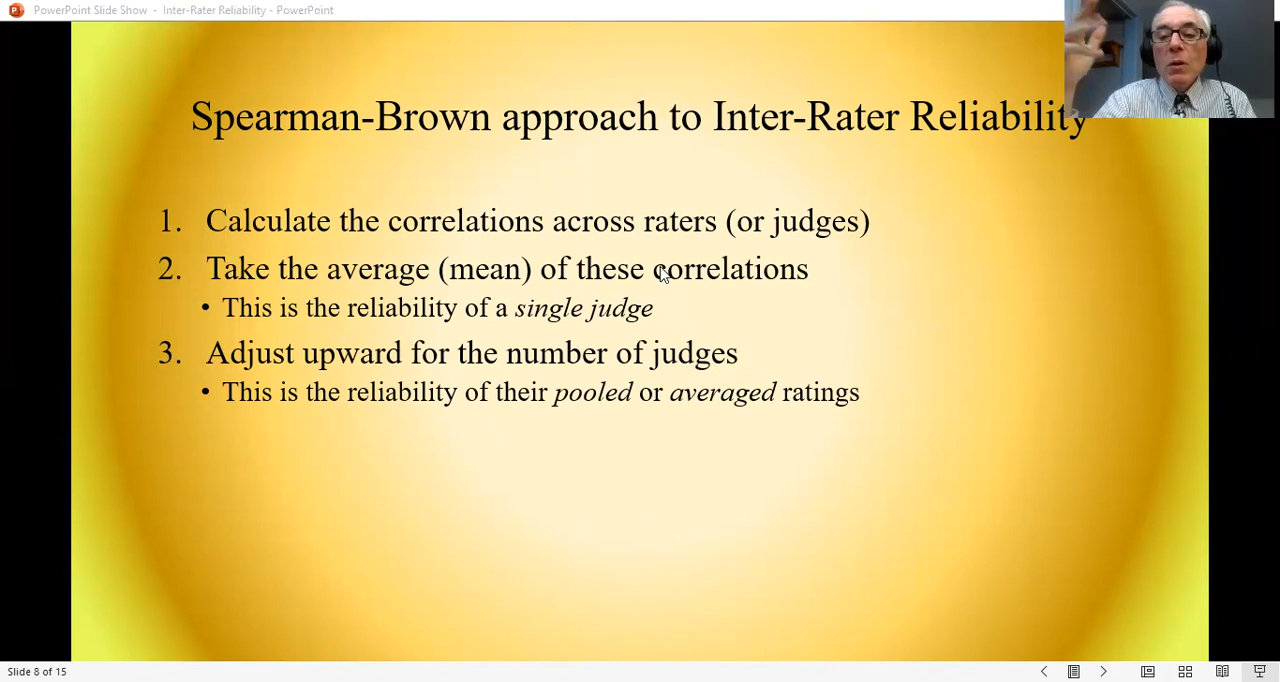 PowerPoint Slide Show - Inter-Rater Reliability - PowerPoint
Spearman-Brown approach to Inter-Rater Reliability
1. Calculate the correlations across raters (or judges)
2. Take the average (mean) of these correlations
• This is the reliability of a single judge
3. Adjust upward for the number of judges
• This is the reliability of their pooled or averaged ratings
Slide 8 of 15